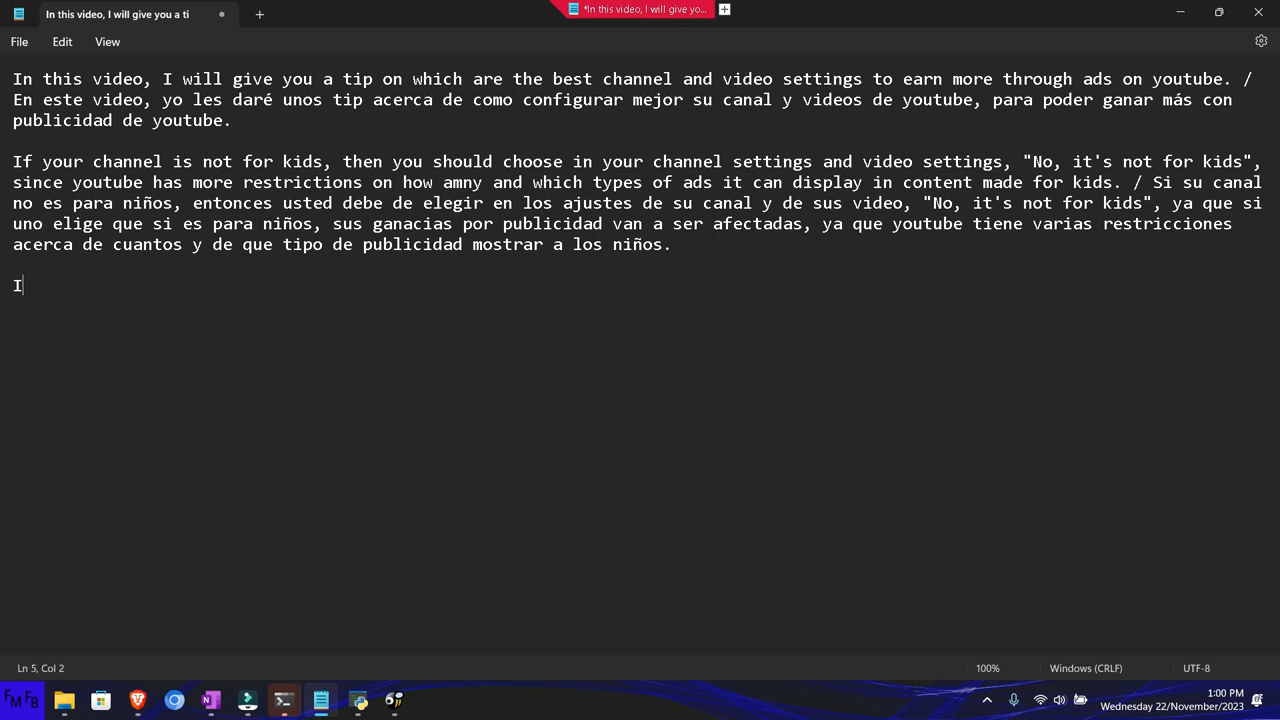 In this video, I will give you a ti
*In this video, I will give yo...
File Edit View
In this video, I will give you a tip on which are the best channel and video settings to earn more through ads on youtube. /
En este video, yo les daré unos tip acerca de como configurar mejor su canal y videos de youtube, para poder ganar más con
publicidad de youtube.
If your channel is not for kids, then you should choose in your channel settings and video settings, "No, it's not for kids",
since youtube has more restrictions on how amny and which types of ads it can display in content made for kids. / Si su canal
no es para niños, entonces usted debe de elegir en los ajustes de su canal y de sus video, "No, it's not for kids", ya que si
uno elige que si es para niños, sus ganacias por publicidad van a ser afectadas, ya que youtube tiene varias restricciones
acerca de cuantos y de que tipo de publicidad mostrar a los niños.
I
Ln 5, Col 2 100% Windows (CRLF) UTF-8
FM FB
1:00 PM
Wednesday 22/November/2023